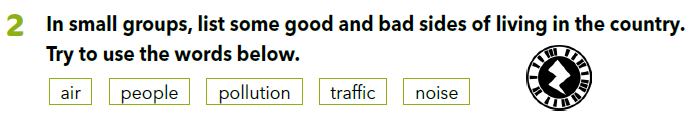 2 In small groups, list some good and bad sides of living in the country.
Try to use the words below.
air people pollution traffic noise